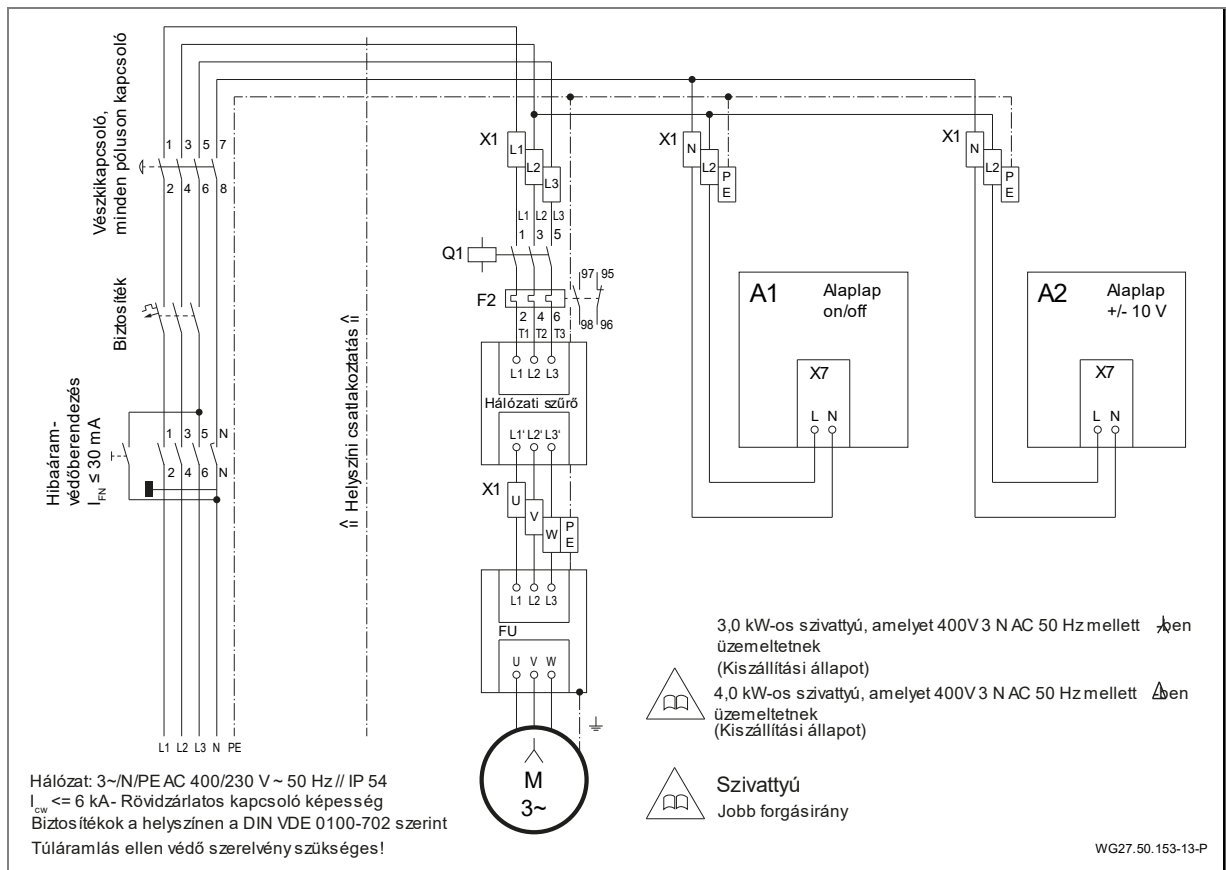 Vészkikapcsoló,
minden póluson kapcsoló
1 3 5 7
2 4 6 8
Biztosíték
Hibaáram-
védőberendezés
I_FN ≤ 30 mA
1 3 5 N
2 4 6 N
L1 L2 L3 N PE
îî Helyszíni csatlakoztatás îî
X1
L1
L2
L3
L1 L2 L3
1 3 5
Q1
97 95
F2
98 96
2 4 6
T1 T2 T3
L1 L2 L3
Hálózati szűrő
L1' L2' L3'
X1
U
V
W
PE
L1 L2 L3
FU
U V W
M
3~
X1
N
L2
PE
A1
Alaplap
on/off
X7
L N
X1
N
L2
PE
A2
Alaplap
+/- 10 V
X7
L N
3,0 kW-os szivattyú, amelyet 400V 3 N AC 50 Hz mellett -ben
üzemeltetnek
(Kiszállítási állapot)
4,0 kW-os szivattyú, amelyet 400V 3 N AC 50 Hz mellett -ben
üzemeltetnek
(Kiszállítási állapot)
Szivattyú
Jobb forgásirány
Hálózat: 3~/N/PE AC 400/230 V ~ 50 Hz // IP 54
I_cw <= 6 kA- Rövidzárlatos kapcsoló képesség
Biztosítékok a helyszínen a DIN VDE 0100-702 szerint
Túláramlás ellen védő szerelvény szükséges!
WG27.50.153-13-P